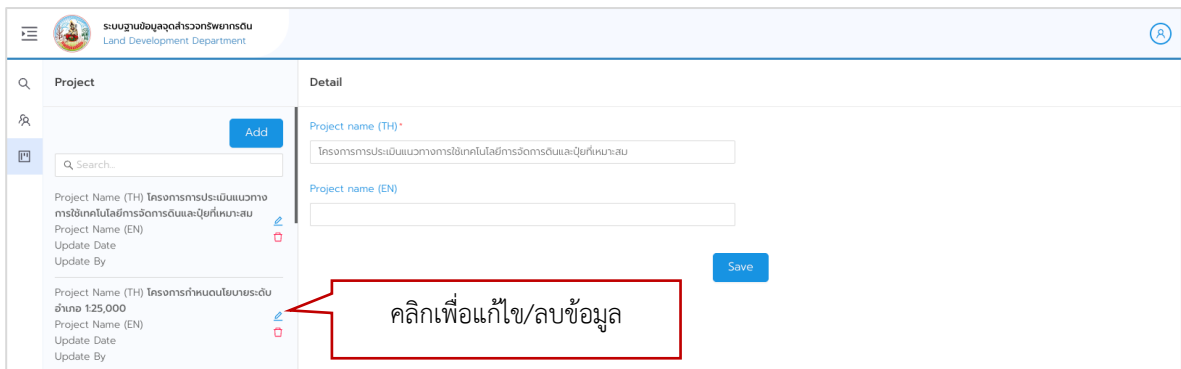 ระบบฐานข้อมูลจุดสำรวจทรัพยากรดิน
Land Development Department
Project
Add
Search..
Project Name (TH) โครงการการประเมินแนวทาง
การใช้เทคโนโลยีการจัดการดินและปุ๋ยที่เหมาะสม
Project Name (EN)
Update Date
Update By
Project Name (TH) โครงการกำหนดนโยบายระดับ
อำเภอ 1:25,000
Project Name (EN)
Update Date
Update By
Detail
Project name (TH)*
โครงการการประเมินแนวทางการใช้เทคโนโลยีการจัดการดินและปุ๋ยที่เหมาะสม
Project name (EN)
Save
คลิกเพื่อแก้ไข/ลบข้อมูล